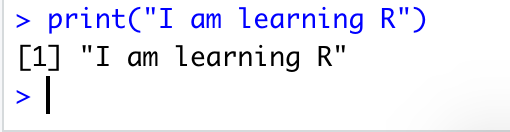 > print("I am learning R")
[1] "I am learning R"
>